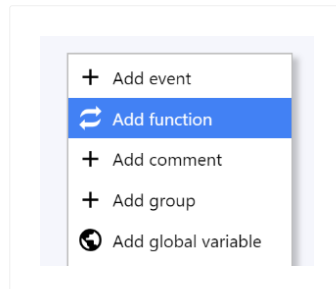 Add event
Add function
Add comment
Add group
Add global variable